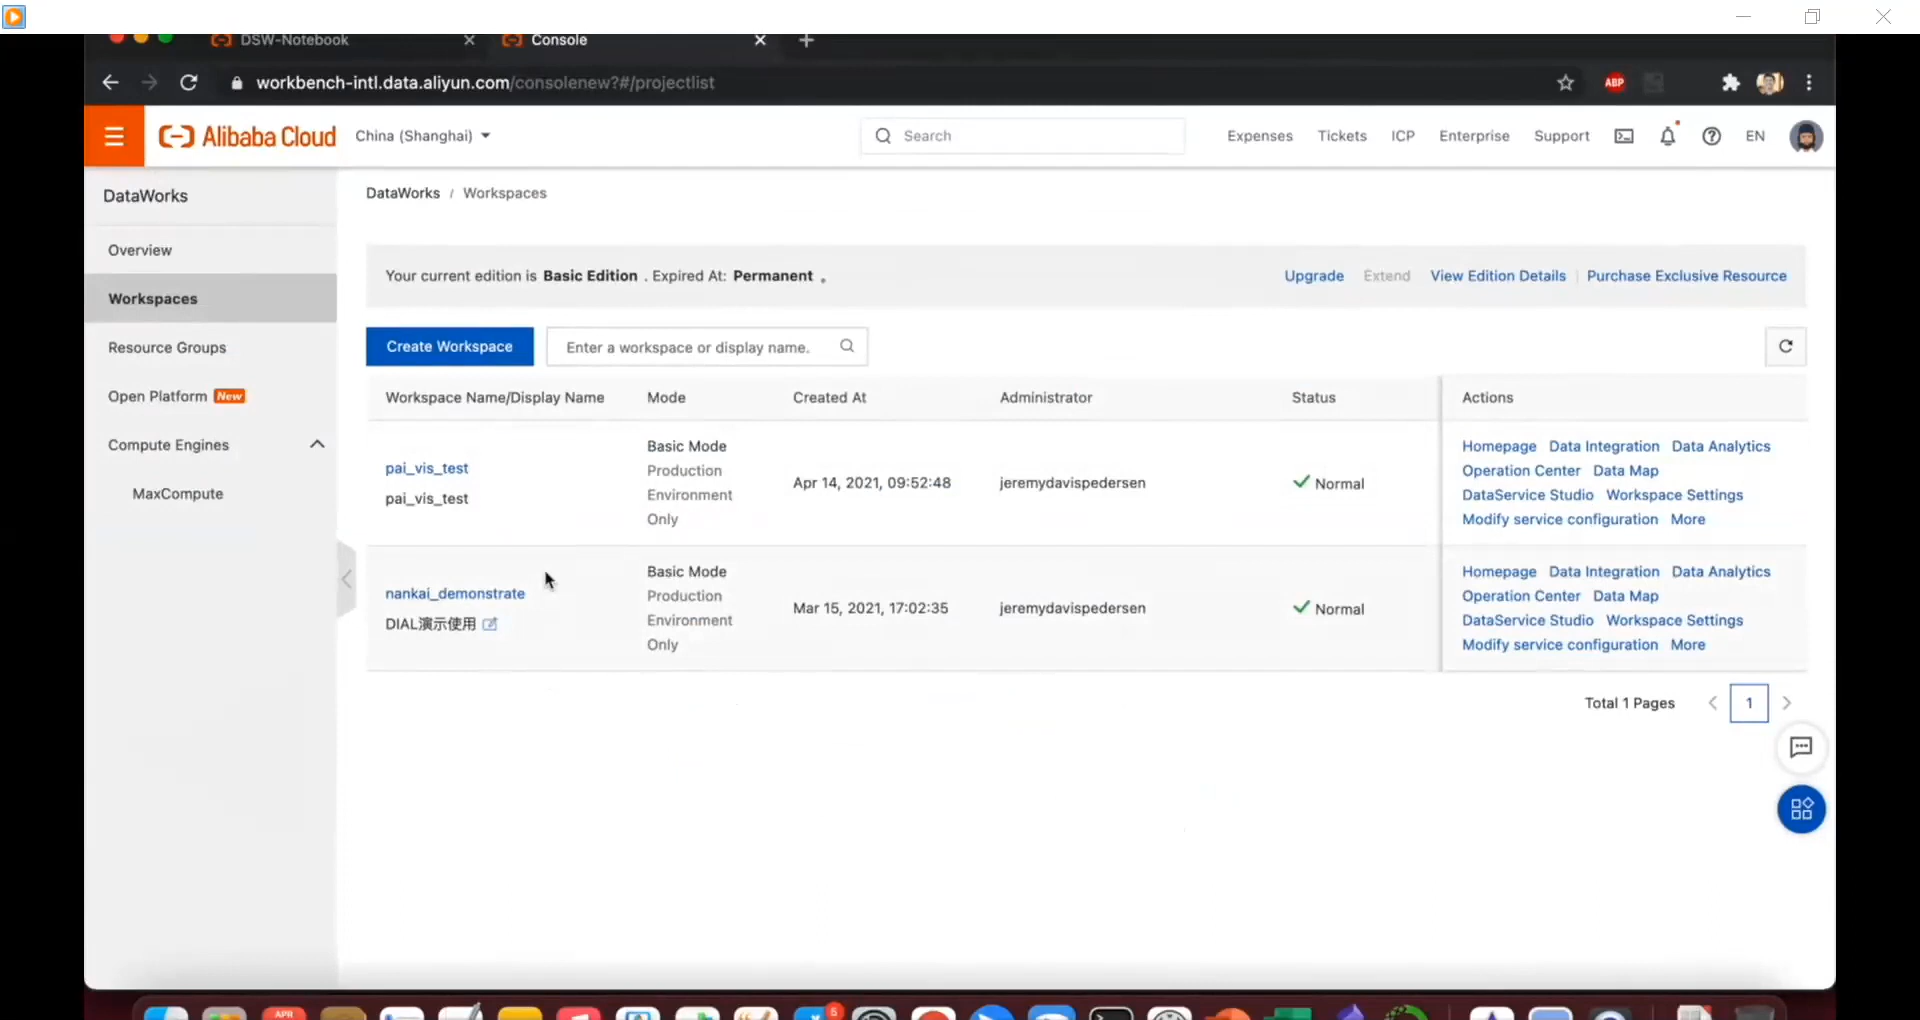 DSW-Notebook
Console
workbench-intl.data.aliyun.com/consolenew?#/projectlist
ABP
Alibaba Cloud
China (Shanghai)
Search
Expenses
Tickets
ICP
Enterprise
Support
EN
DataWorks
Overview
Workspaces
Resource Groups
Open Platform New
Compute Engines
MaxCompute
DataWorks / Workspaces
Your current edition is Basic Edition . Expired At: Permanent 。
Upgrade
Extend
View Edition Details
Purchase Exclusive Resource
Create Workspace
Enter a workspace or display name.
Workspace Name/Display Name
Mode
Created At
Administrator
Status
Actions
pai_vis_test
pai_vis_test
Basic Mode
Production
Environment
Only
Apr 14, 2021, 09:52:48
jeremydavispedersen
Normal
Homepage Data Integration Data Analytics
Operation Center Data Map
DataService Studio Workspace Settings
Modify service configuration More
nankai_demonstrate
DIAL演示使用
Basic Mode
Production
Environment
Only
Mar 15, 2021, 17:02:35
jeremydavispedersen
Normal
Homepage Data Integration Data Analytics
Operation Center Data Map
DataService Studio Workspace Settings
Modify service configuration More
Total 1 Pages
1
APR
6